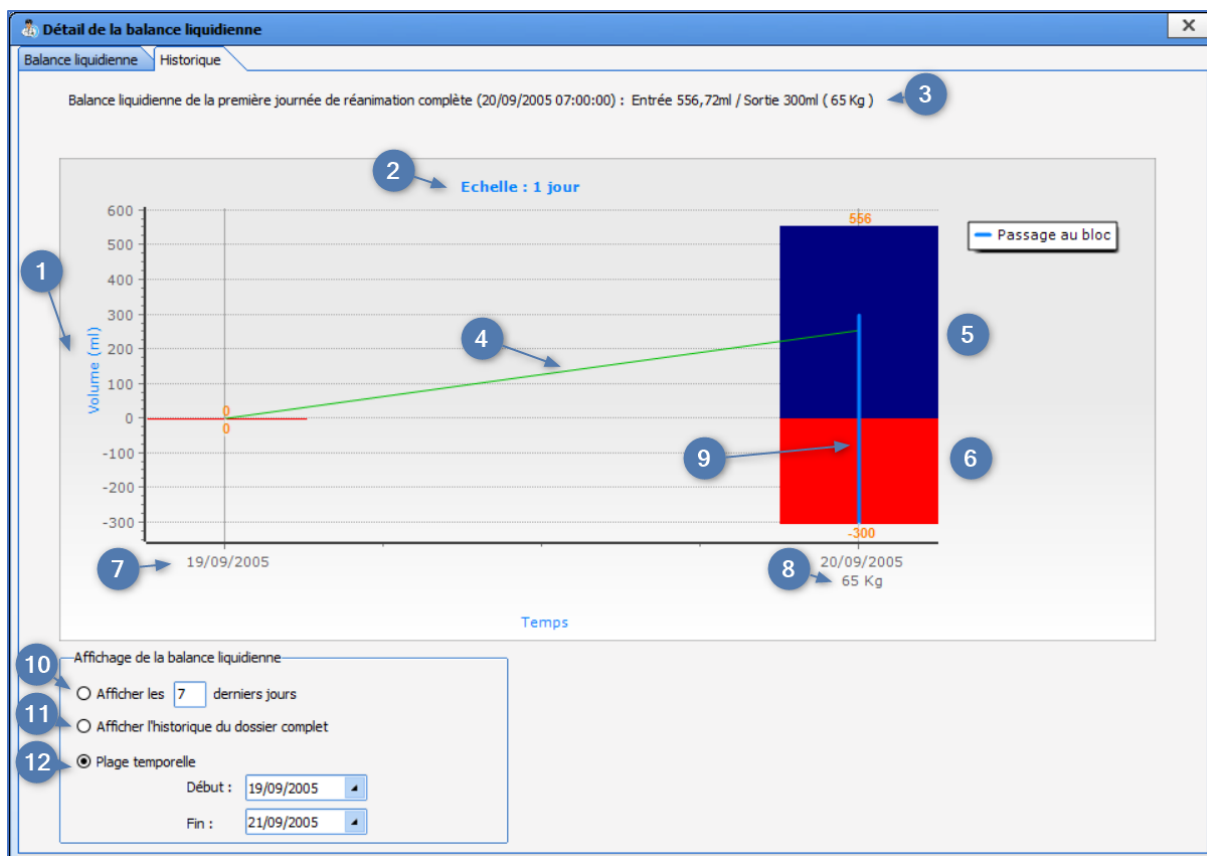 Détail de la balance liquidienne
Balance liquidienne Historique
Balance liquidienne de la première journée de réanimation complète (20/09/2005 07:00:00) : Entrée 556,72ml / Sortie 300ml ( 65 Kg )
3
2
Echelle : 1 jour
600
556
500
Passage au bloc
400
1
300
4
5
200
Volume (ml)
100
0
0
0
-100
9
6
-200
-300
-300
7
19/09/2005
8
20/09/2005
65 Kg
Temps
Affichage de la balance liquidienne
10
Afficher les 7 derniers jours
11
Afficher l'historique du dossier complet
12
Plage temporelle
Début : 19/09/2005
Fin : 21/09/2005